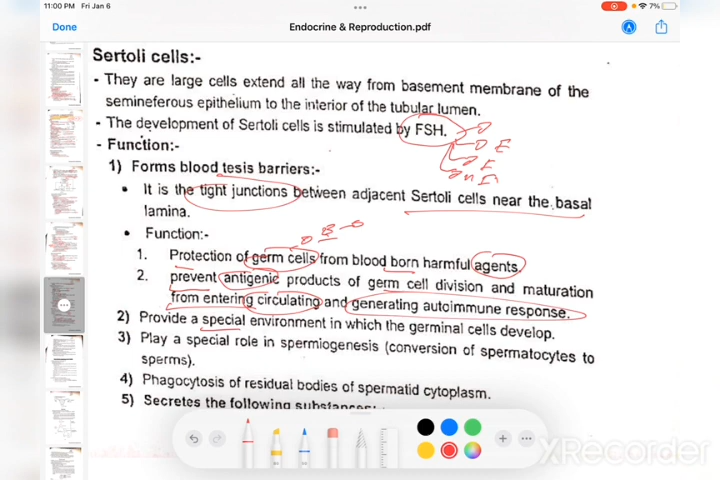 11:00 PM Fri Jan 6
7%
Done
Endocrine & Reproduction.pdf
Sertoli cells:-
- They are large cells extend all the way from basement membrane of the
semineferous epithelium to the interior of the tubular lumen.
- The development of Sertoli cells is stimulated by FSH.
- Function:-
1) Forms blood tesis barriers:-
• It is the tight junctions between adjacent Sertoli cells near the basal
lamina.
• Function:-
1. Protection of germ cells from blood born harmful agents.
2. prevent antigenic products of germ cell division and maturation
from entering circulating and generating autoimmune response.
2) Provide a special environment in which the germinal cells develop.
3) Play a special role in spermiogenesis (conversion of spermatocytes to
sperms).
4) Phagocytosis of residual bodies of spermatid cytoplasm.
5) Secretes the following substances:-
XRecorder